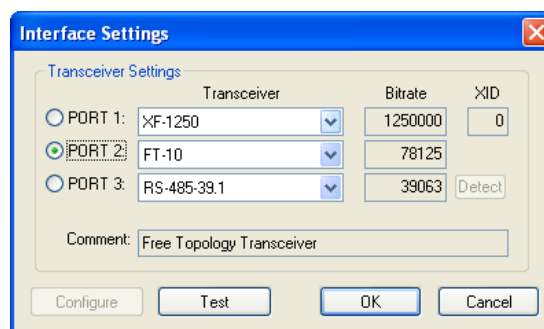 Interface Settings
Transceiver Settings
Transceiver Bitrate XID
PORT 1: XF-1250 1250000 0
PORT 2: FT-10 78125
PORT 3: RS-485-39.1 39063 Detect
Comment: Free Topology Transceiver
Configure Test OK Cancel